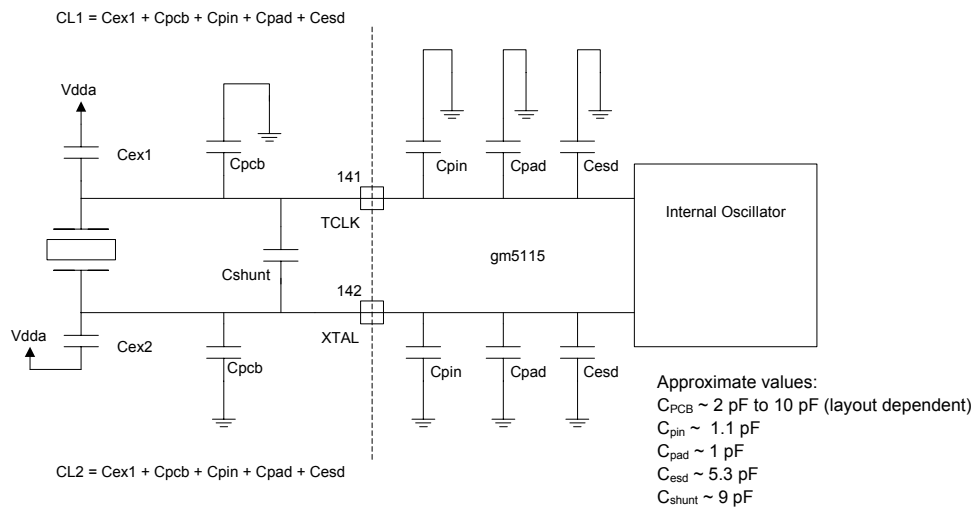 CL1 = Cex1 + Cpcb + Cpin + Cpad + Cesd
Vdda
Cex1
Cpcb
Cpin
Cpad
Cesd
141
TCLK
Internal Oscillator
Cshunt
gm5115
142
XTAL
Vdda
Cex2
Cpcb
Cpin
Cpad
Cesd
CL2 = Cex1 + Cpcb + Cpin + Cpad + Cesd
Approximate values:
CPCB ~ 2 pF to 10 pF (layout dependent)
Cpin ~ 1.1 pF
Cpad ~ 1 pF
Cesd ~ 5.3 pF
Cshunt ~ 9 pF